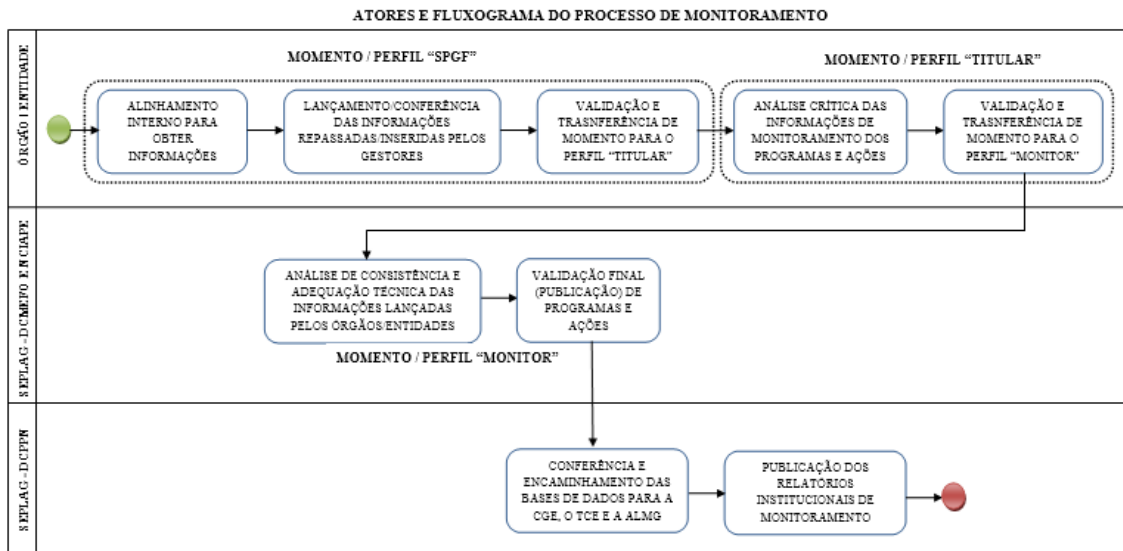 ATORES E FLUXOGRAMA DO PROCESSO DE MONITORAMENTO
ÓRGÃO I ENTIDADE
MOMENTO / PERFIL “SPGF”
MOMENTO / PERFIL “TITULAR”
ALINHAMENTO
INTERNO PARA
OBTER
INFORMAÇÕES
LANÇAMENTO/CONFERÊNCIA
DAS INFORMAÇÕES
REPASSADAS/INSERIDAS PELOS
GESTORES
VALIDAÇÃO E
TRASNFERÊNCIA DE
MOMENTO PARA O
PERFIL “TITULAR”
ANÁLISE CRÍTICA DAS
INFORMAÇÕES DE
MONITORAMENTO DOS
PROGRAMAS E AÇÕES
VALIDAÇÃO E
TRASNFERÊNCIA DE
MOMENTO PARA O
PERFIL “MONITOR”
SEPLAG - DCMEFO ENCIAPE
ANÁLISE DE CONSISTÊNCIA E
ADEQUAÇÃO TÉCNICA DAS
INFORMAÇÕES LANÇADAS
PELOS ÓRGÃOS/ENTIDADES
VALIDAÇÃO FINAL
(PUBLICAÇÃO) DE
PROGRAMAS E
AÇÕES
MOMENTO / PERFIL “MONITOR”
SEPLAG - DCPPN
CONFERÊNCIA E
ENCAMINHAMENTO DAS
BASES DE DADOS PARA A
CGE, O TCE E A ALMG
PUBLICAÇÃO DOS
RELATÓRIOS
INSTITUCIONAIS DE
MONITORAMENTO